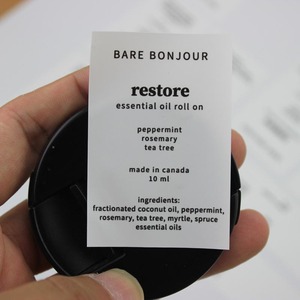 BARE BONJOUR
restore
essential oil roll on
peppermint
rosemary
tea tree
made in canada
10 ml
ingredients:
fractionated coconut oil, peppermint,
rosemary, tea tree, myrtle, spruce
essential oils